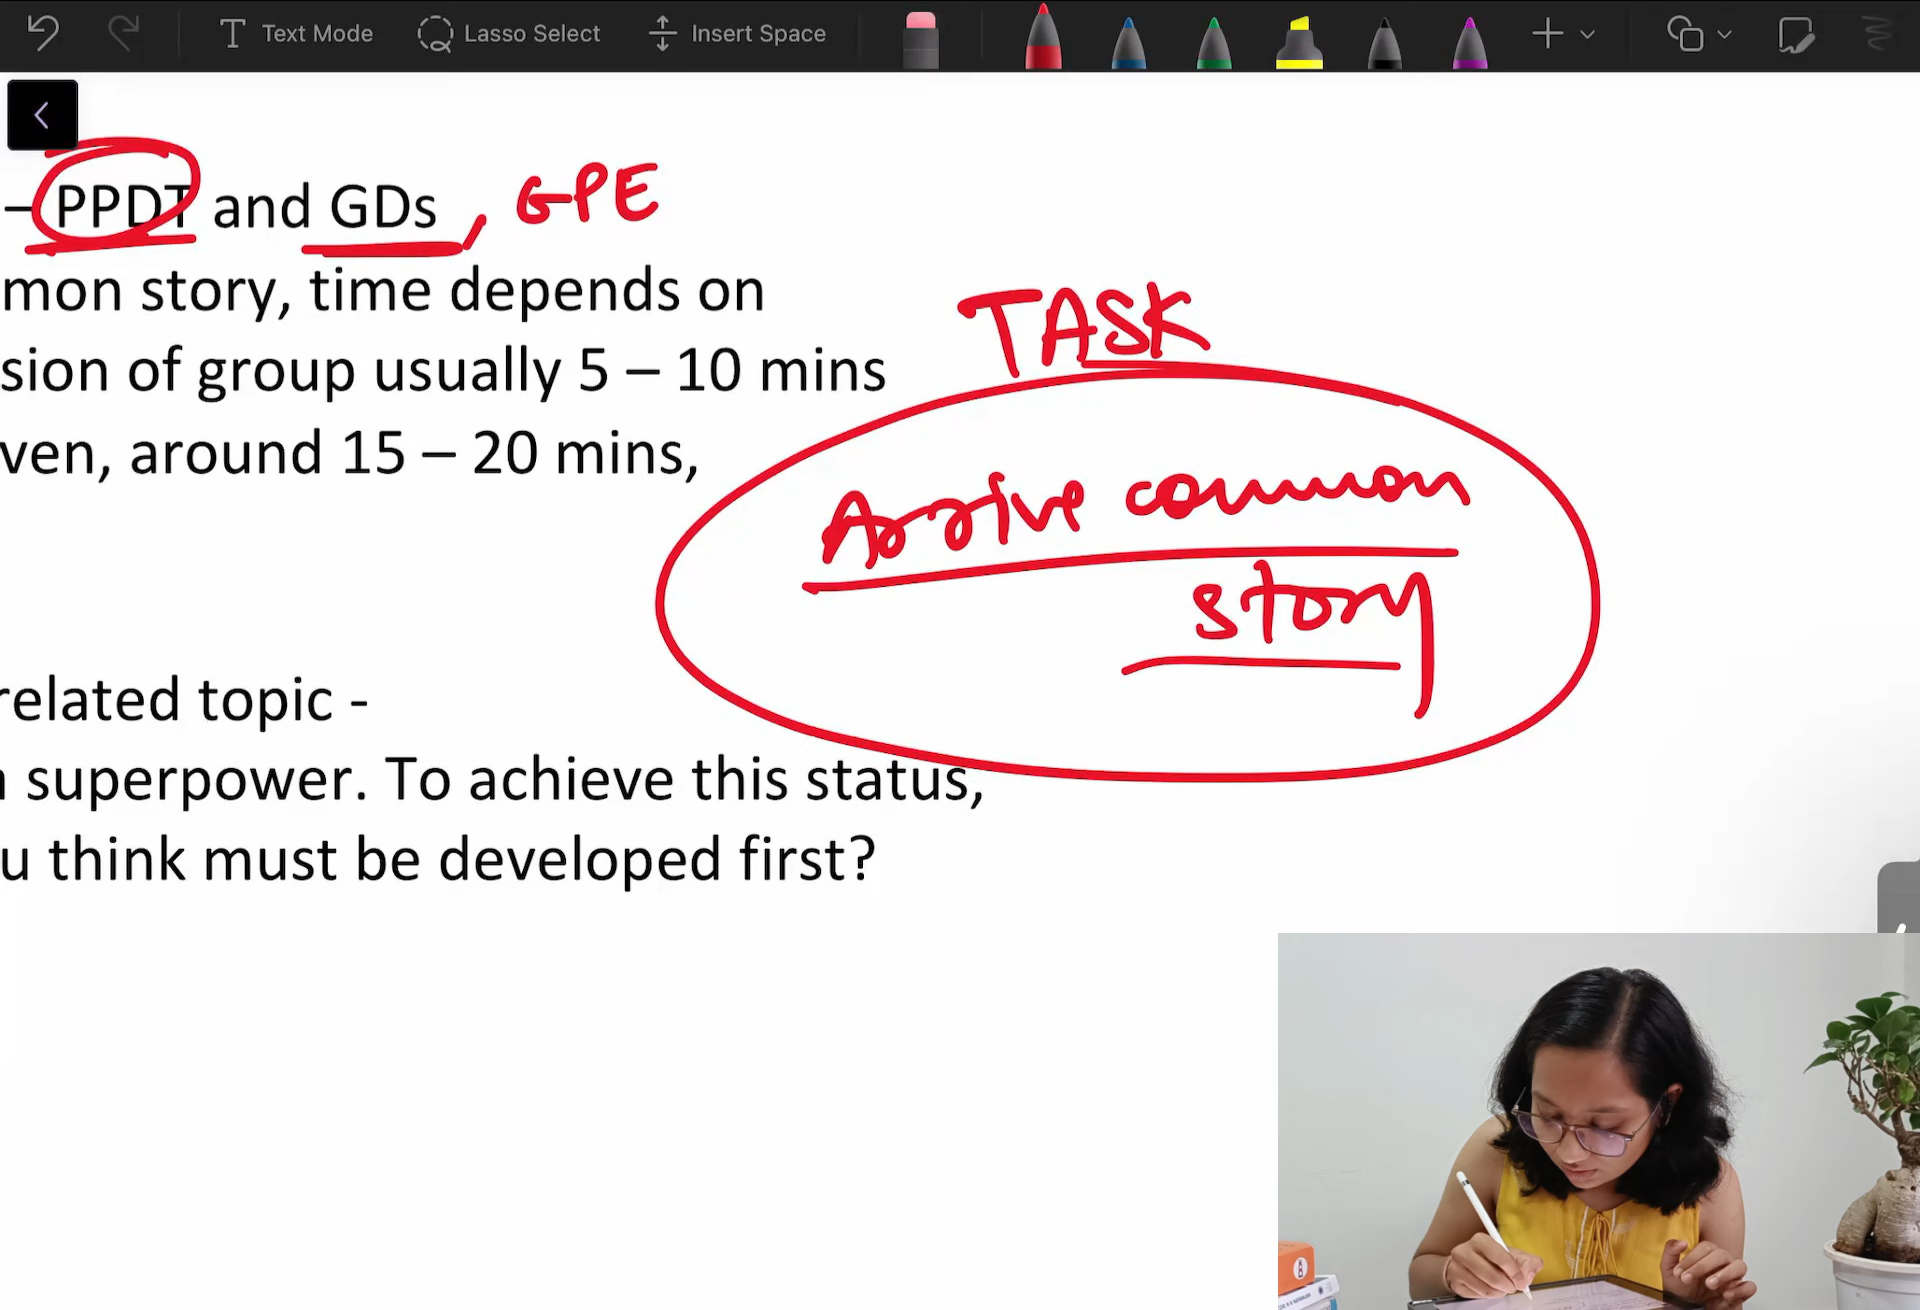 Text Mode Lasso Select Insert Space
– PPDT and GDs, GPE
mon story, time depends on
TASK
sion of group usually 5 – 10 mins
ven, around 15 – 20 mins,
Arrive common
story
related topic -
superpower. To achieve this status,
u think must be developed first?